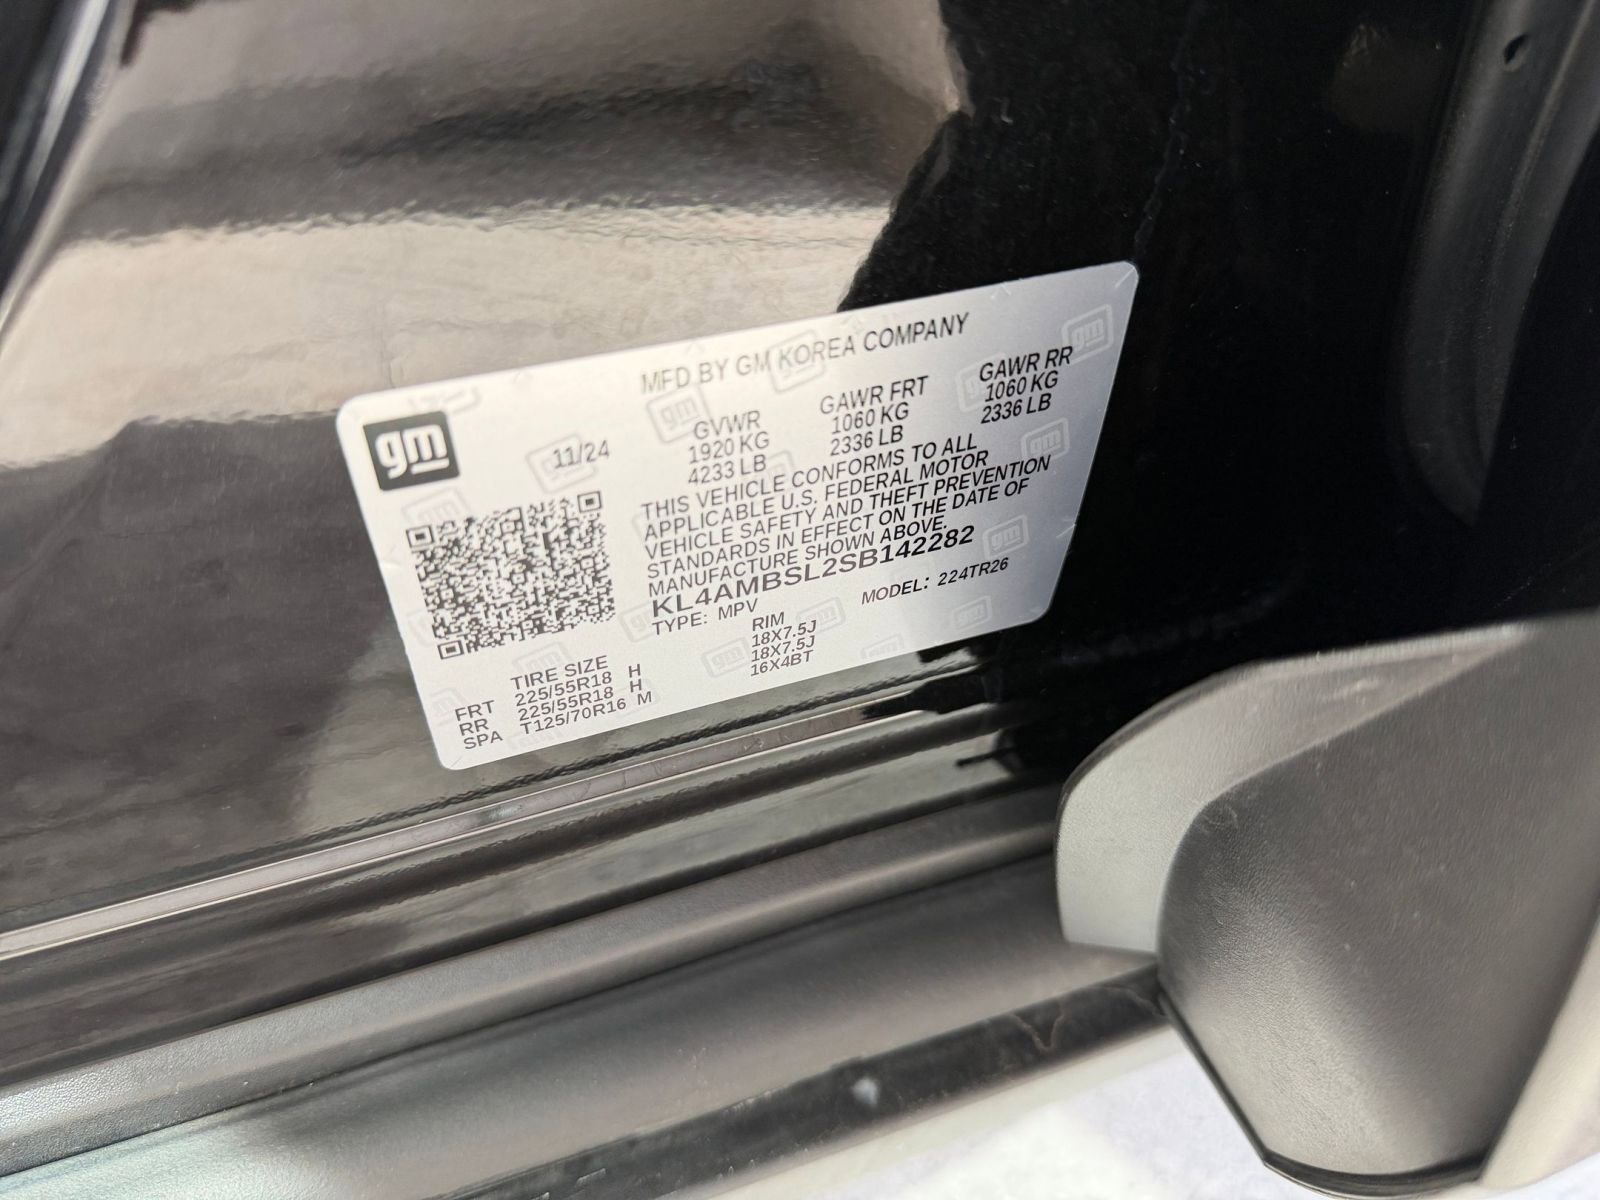 MFD BY GM KOREA COMPANY
gm
11/24
GVWR GAWR FRT GAWR RR
1920 KG 1060 KG 1060 KG
4233 LB 2336 LB 2336 LB
THIS VEHICLE CONFORMS TO ALL
APPLICABLE U.S. FEDERAL MOTOR
VEHICLE SAFETY AND THEFT PREVENTION
STANDARDS IN EFFECT ON THE DATE OF
MANUFACTURE SHOWN ABOVE.
KL4AMBSL2SB142282
TYPE: MPV MODEL: 224TR26
TIRE SIZE RIM
FRT 225/55R18 H 18X7.5J
RR 225/55R18 H 18X7.5J
SPA T125/70R16 M 16X4BT